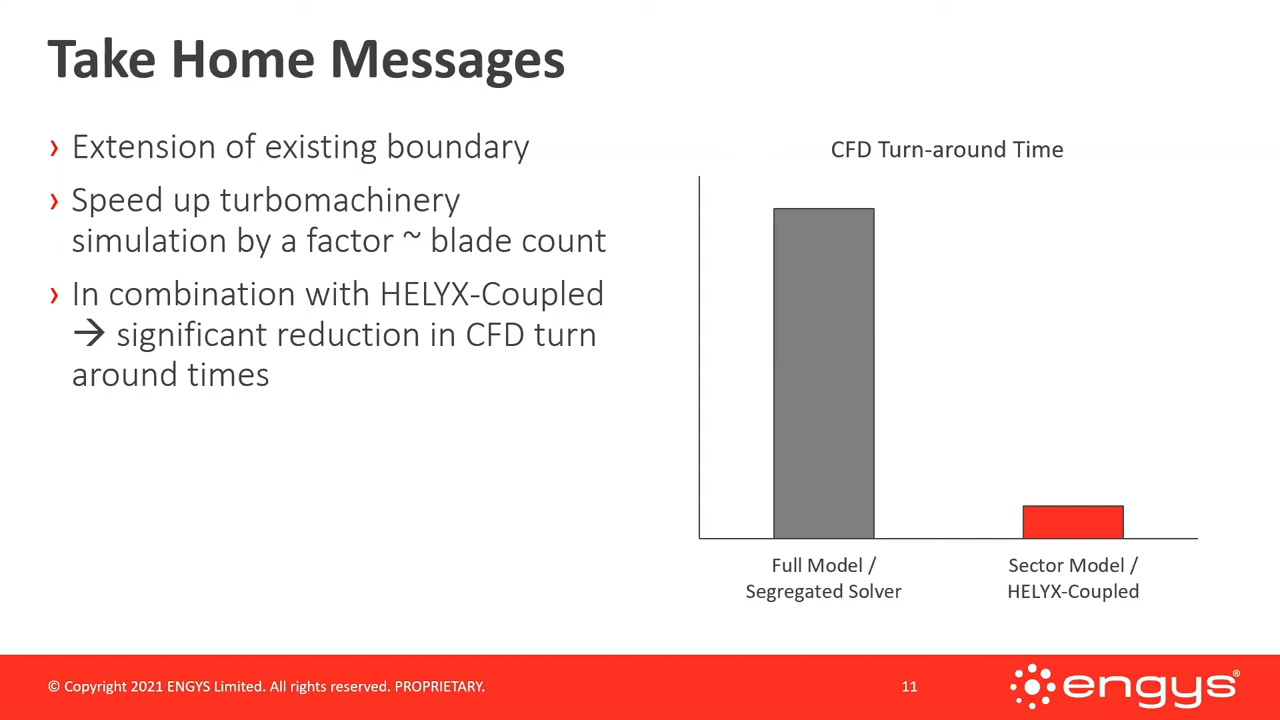 Take Home Messages
› Extension of existing boundary
› Speed up turbomachinery
simulation by a factor ~ blade count
› In combination with HELYX-Coupled
→ significant reduction in CFD turn
around times
CFD Turn-around Time
Full Model /
Segregated Solver
Sector Model /
HELYX-Coupled
© Copyright 2021 ENGYS Limited. All rights reserved. PROPRIETARY.
11
engys®